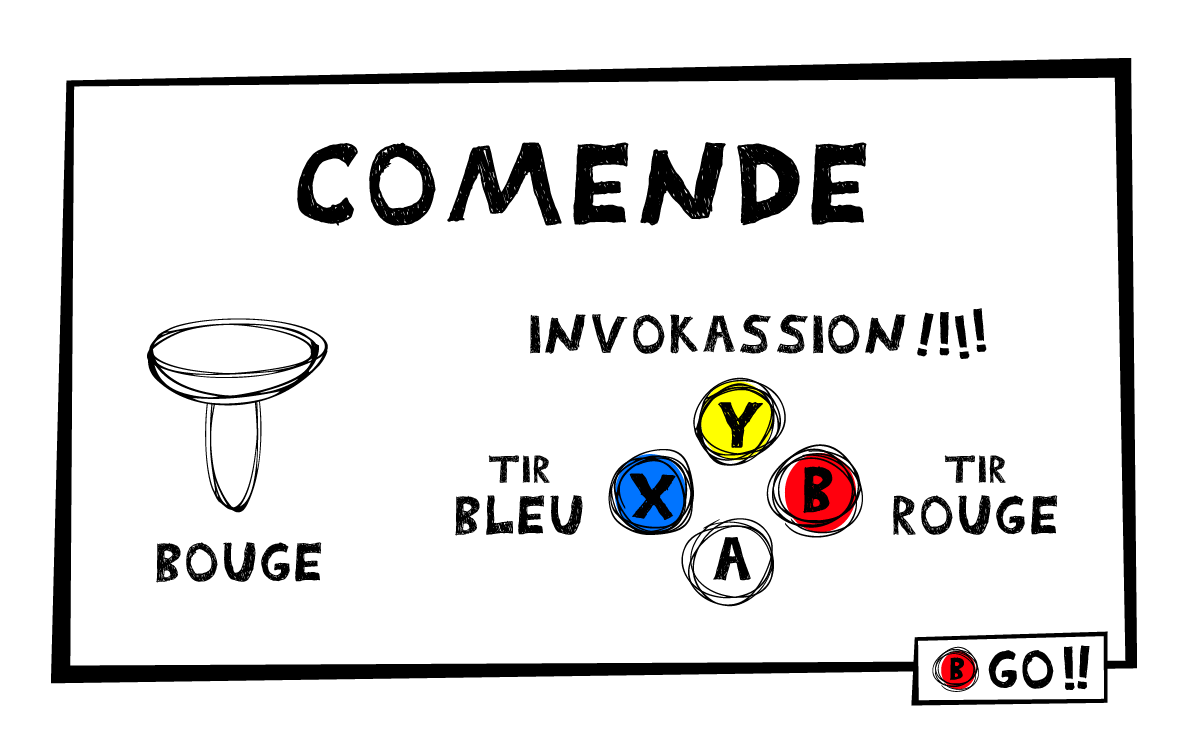 COMENDE
INVOKASSION!!!!
Y
TIR
BLEU
X
B
TIR
ROUGE
A
BOUGE
B GO!!